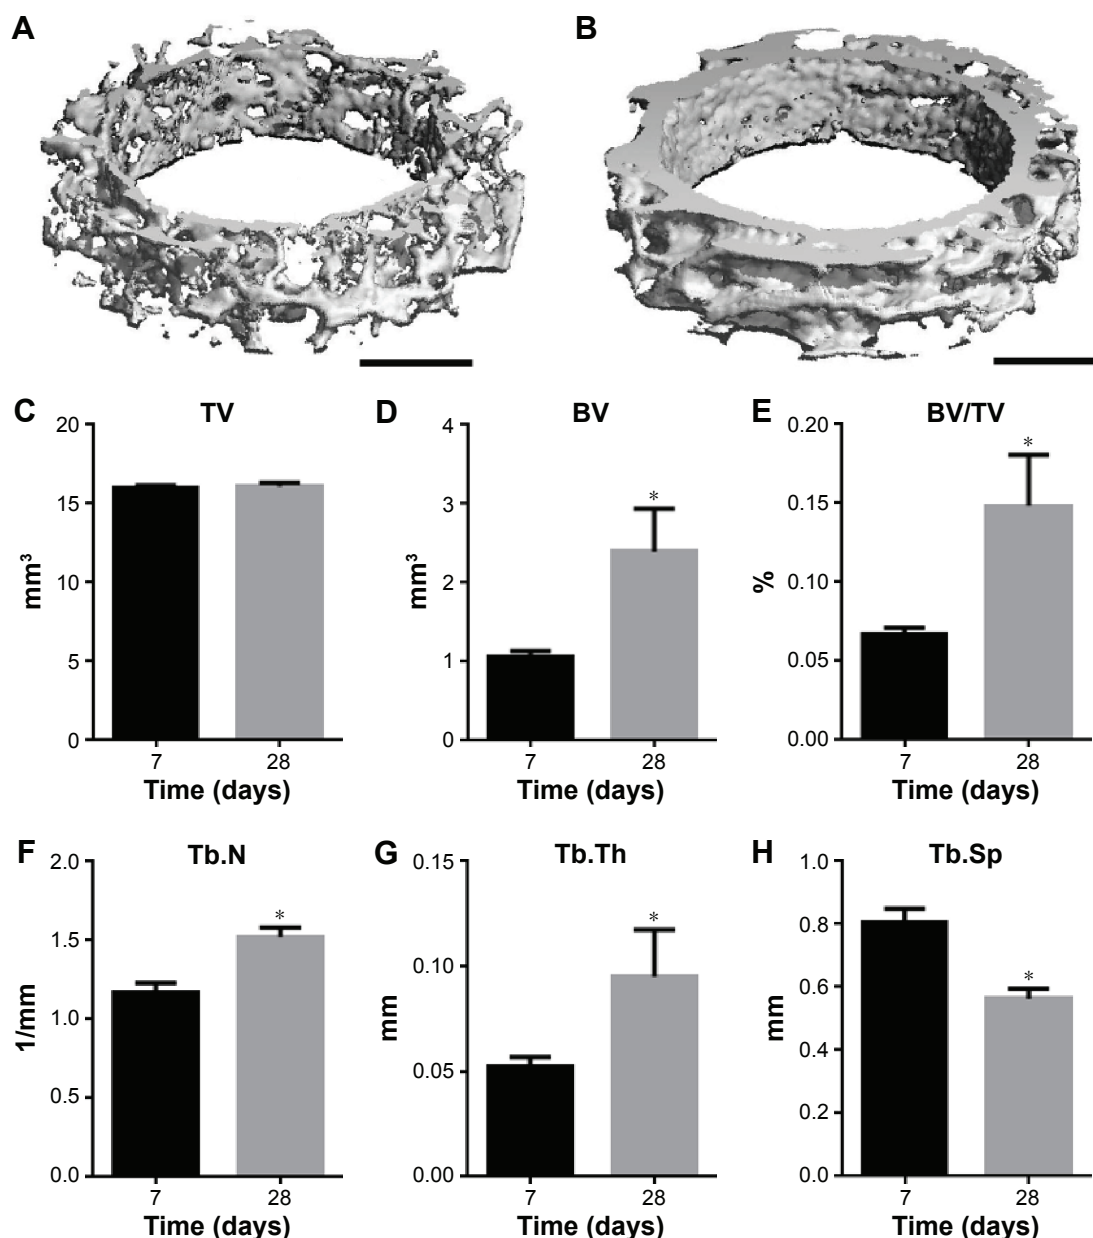 A B
C TV D BV E BV/TV
20 4 0.20
* *
15 3 0.15
mm³ 10 mm³ 2 % 0.10
5 1 0.05
0 0 0.00
7 28 7 28 7 28
Time (days) Time (days) Time (days)
F Tb.N G Tb.Th H Tb.Sp
2.0 0.15 1.0
* *
0.8
1.5 0.10
1/mm 1.0 mm mm 0.6
*
0.05 0.4
0.5
0.2
0.0 0.00 0.0
7 28 7 28 7 28
Time (days) Time (days) Time (days)